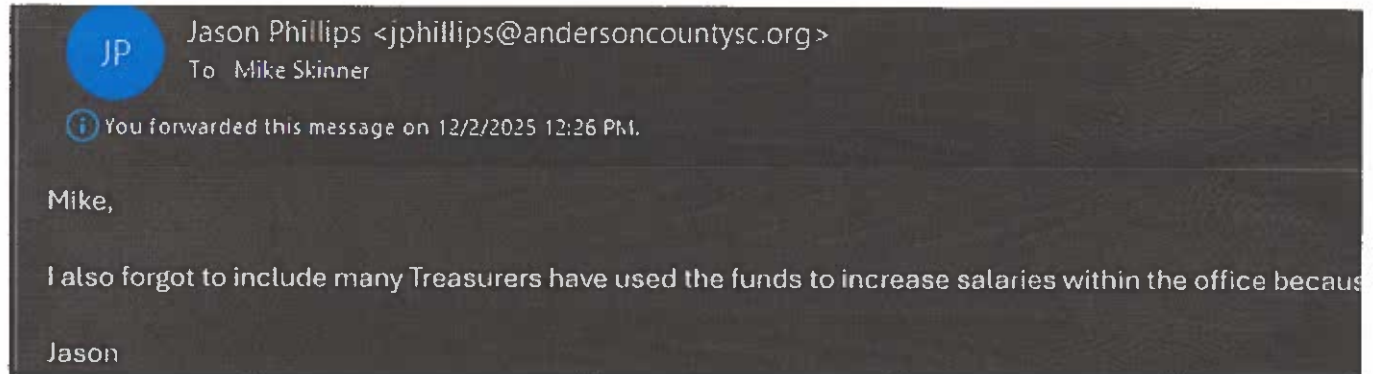 JP
Jason Phillips <jphillips@andersoncountysc.org>
To Mike Skinner
i You forwarded this message on 12/2/2025 12:26 PM.
Mike,
I also forgot to include many Treasurers have used the funds to increase salaries within the office becaus
Jason